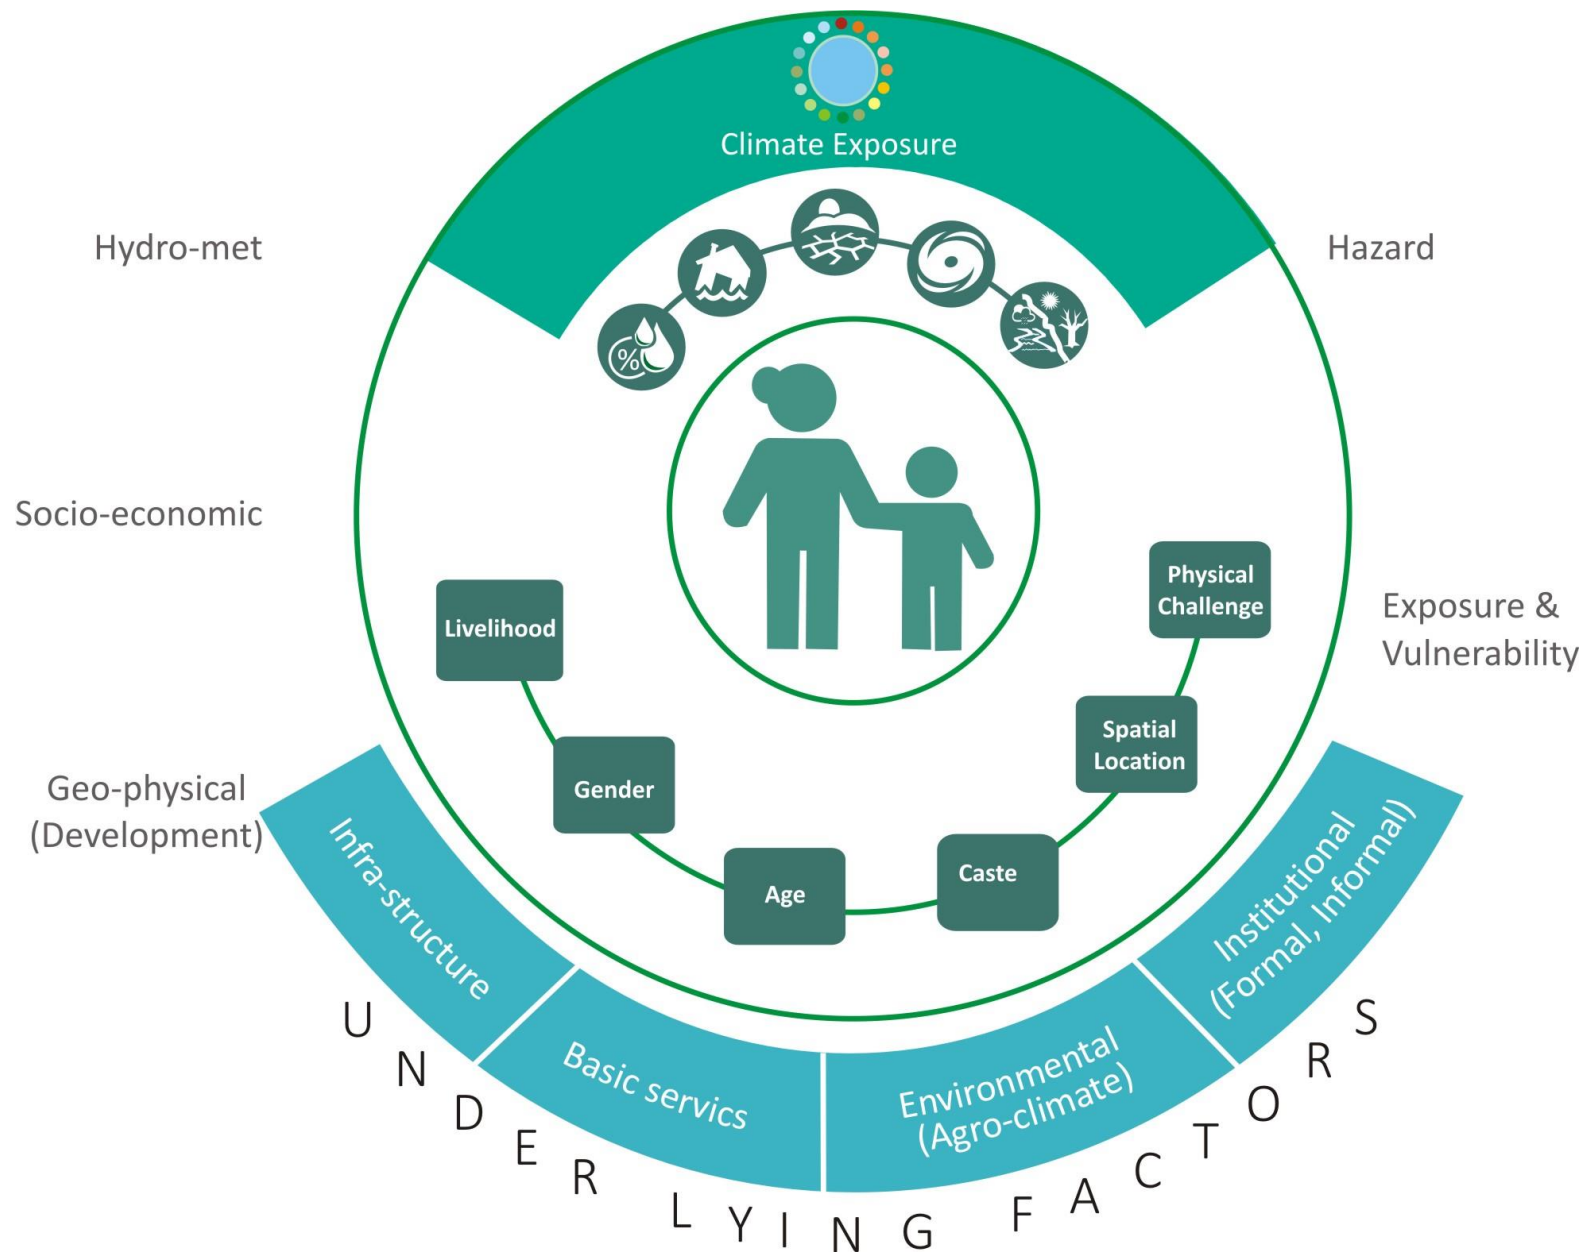 Climate Exposure
Hydro-met
Hazard
%
Socio-economic
Physical
Challenge
Livelihood
Exposure &
Vulnerability
Spatial
Location
Gender
Geo-physical
(Development)
Age
Caste
Infra-structure
Basic servics
Environmental
(Agro-climate)
Institutional
(Formal, Informal)
UNDERLYING FACTORS